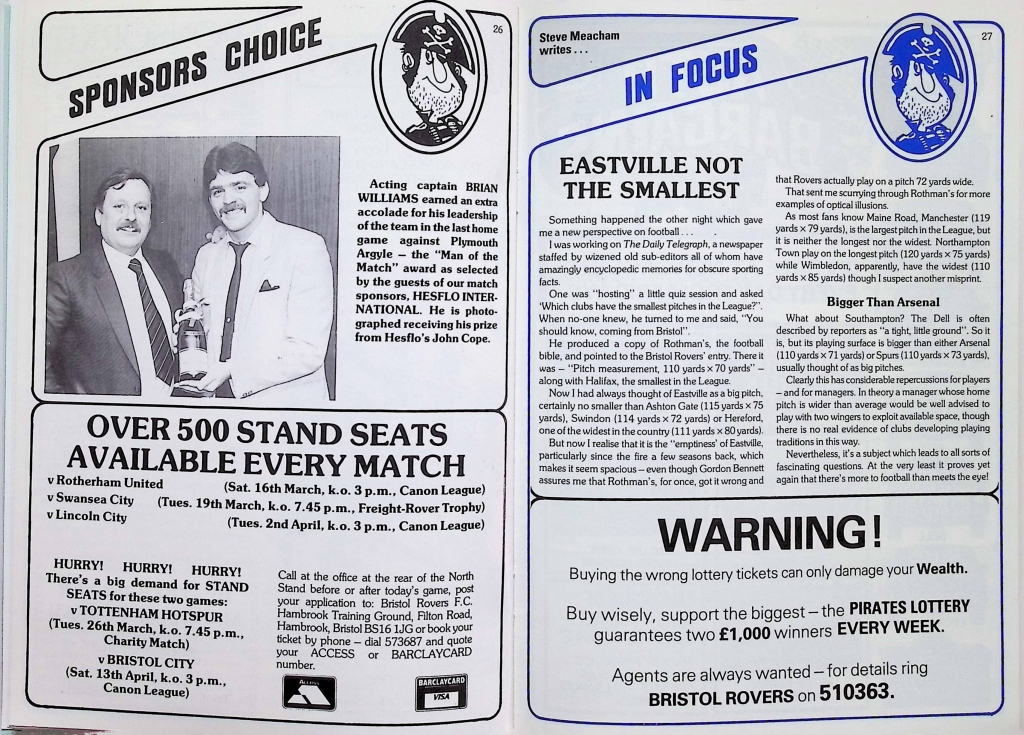 26
SPONSORS CHOICE
Acting captain BRIAN
WILLIAMS earned an extra
accolade for his leadership
of the team in the last home
game against Plymouth
Argyle – the "Man of the
Match" award as selected
by the guests of our match
sponsors, HESFLO INTER-
NATIONAL. He is photo-
graphed receiving his prize
from Hesflo's John Cope.
OVER 500 STAND SEATS
AVAILABLE EVERY MATCH
v Rotherham United (Sat. 16th March, k.o. 3 p.m., Canon League)
v Swansea City (Tues. 19th March, k.o. 7.45 p.m., Freight-Rover Trophy)
v Lincoln City (Tues. 2nd April, k.o. 3 p.m., Canon League)
HURRY! HURRY! HURRY!
There's a big demand for STAND
SEATS for these two games:
v TOTTENHAM HOTSPUR
(Tues. 26th March, k.o. 7.45 p.m.,
Charity Match)
v BRISTOL CITY
(Sat. 13th April, k.o. 3 p.m.,
Canon League)
Call at the office at the rear of the North
Stand before or after today's game, post
your application to: Bristol Rovers F.C.
Hambrook Training Ground, Filton Road,
Hambrook, Bristol BS16 1JG or book your
ticket by phone – dial 573687 and quote
your ACCESS or BARCLAYCARD
number.
Access
BARCLAYCARD
VISA
27
Steve Meacham
writes . . .
IN FOCUS
EASTVILLE NOT
THE SMALLEST
Something happened the other night which gave
me a new perspective on football . . .
I was working on The Daily Telegraph, a newspaper
staffed by wizened old sub-editors all of whom have
amazingly encyclopedic memories for obscure sporting
facts.
One was "hosting" a little quiz session and asked
'Which clubs have the smallest pitches in the League?".
When no-one knew, he turned to me and said, "You
should know, coming from Bristol".
He produced a copy of Rothman's, the football
bible, and pointed to the Bristol Rovers' entry. There it
was – "Pitch measurement, 110 yards × 70 yards" –
along with Halifax, the smallest in the League.
Now I had always thought of Eastville as a big pitch,
certainly no smaller than Ashton Gate (115 yards × 75
yards), Swindon (114 yards × 72 yards) or Hereford,
one of the widest in the country (111 yards × 80 yards).
But now I realise that it is the "emptiness' of Eastville,
particularly since the fire a few seasons back, which
makes it seem spacious – even though Gordon Bennett
assures me that Rothman's, for once, got it wrong and
that Rovers actually play on a pitch 72 yards wide.
That sent me scurrying through Rothman's for more
examples of optical illusions.
As most fans know Maine Road, Manchester (119
yards × 79 yards), is the largest pitch in the League, but
it is neither the longest nor the widest. Northampton
Town play on the longest pitch (120 yards × 75 yards)
while Wimbledon, apparently, have the widest (110
yards × 85 yards) though I suspect another misprint.
Bigger Than Arsenal
What about Southampton? The Dell is often
described by reporters as "a tight, little ground". So it
is, but its playing surface is bigger than either Arsenal
(110 yards × 71 yards) or Spurs (110 yards × 73 yards),
usually thought of as big pitches.
Clearly this has considerable repercussions for players
– and for managers. In theory a manager whose home
pitch is wider than average would be well advised to
play with two wingers to exploit available space, though
there is no real evidence of clubs developing playing
traditions in this way.
Nevertheless, it's a subject which leads to all sorts of
fascinating questions. At the very least it proves yet
again that there's more to football than meets the eye!
WARNING!
Buying the wrong lottery tickets can only damage your Wealth.
Buy wisely, support the biggest – the PIRATES LOTTERY
guarantees two £1,000 winners EVERY WEEK.
Agents are always wanted – for details ring
BRISTOL ROVERS on 510363.